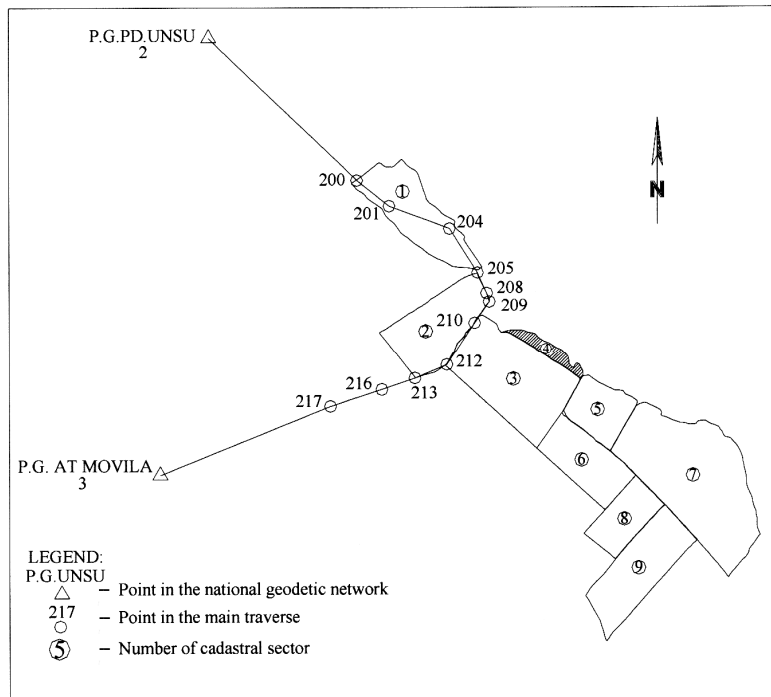 P.G.PD.UNSU
2
N
200
1
201
204
205
208
209
210
2
212
4
3
213
216
217
5
P.G. AT MOVILA
3
6
7
8
9
LEGEND:
P.G.UNSU
– Point in the national geodetic network
217
– Point in the main traverse
5 – Number of cadastral sector